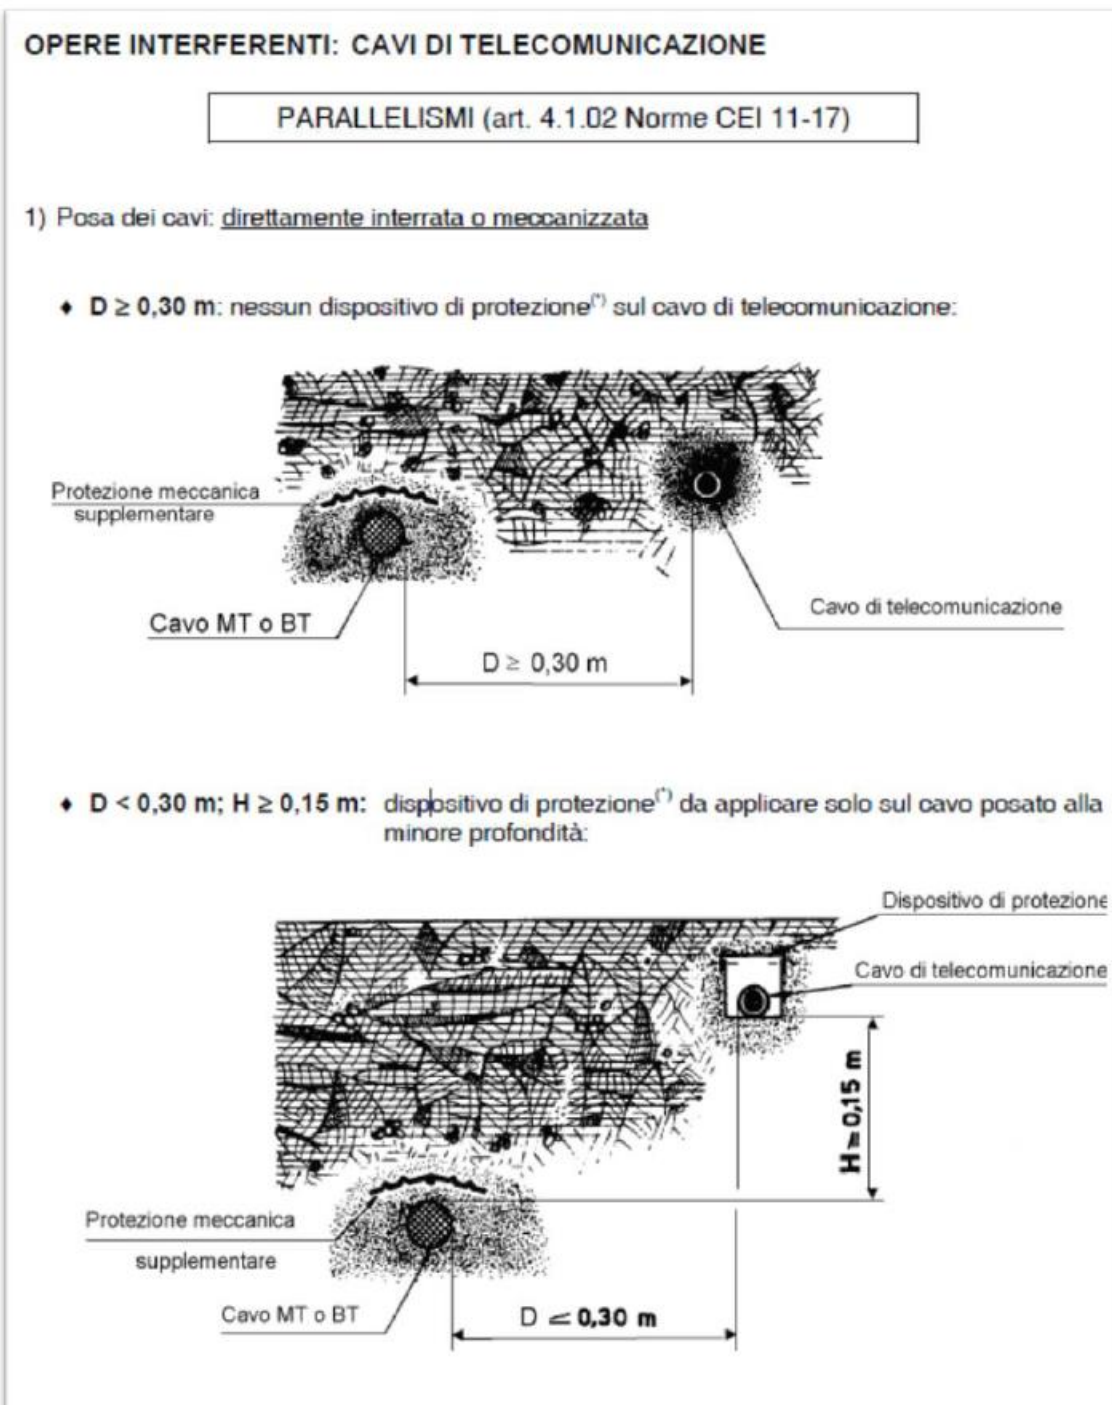 OPERE INTERFERENTI: CAVI DI TELECOMUNICAZIONE
PARALLELISMI (art. 4.1.02 Norme CEI 11-17)
1) Posa dei cavi: direttamente interrata o meccanizzata
♦ D ≥ 0,30 m: nessun dispositivo di protezione(*) sul cavo di telecomunicazione:
Protezione meccanica
supplementare
Cavo MT o BT
Cavo di telecomunicazione
D ≥ 0,30 m
♦ D < 0,30 m; H ≥ 0,15 m: dispositivo di protezione(*) da applicare solo sul cavo posato alla
minore profondità:
Dispositivo di protezione
Cavo di telecomunicazione
H ≥ 0,15 m
Protezione meccanica
supplementare
Cavo MT o BT
D ≤ 0,30 m